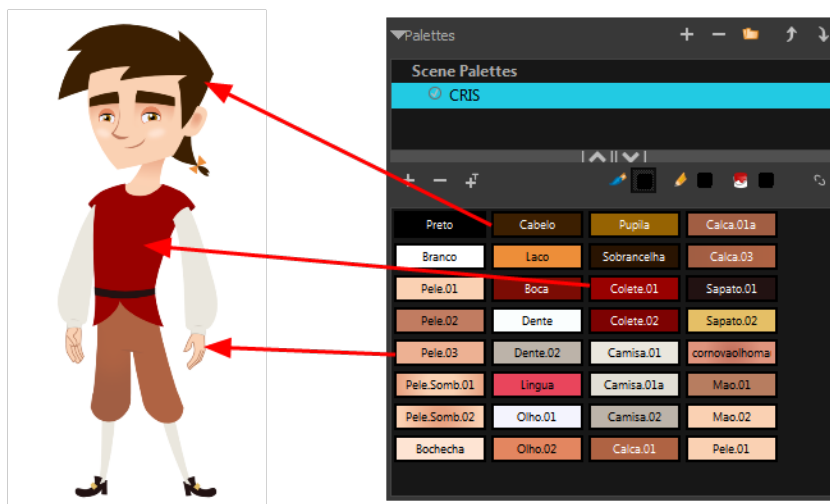 Palettes
Scene Palettes
CRIS
Preto Cabelo Pupila Calca.01a
Branco Laco Sobrancelha Calca.03
Pele.01 Boca Colete.01 Sapato.01
Pele.02 Dente Colete.02 Sapato.02
Pele.03 Dente.02 Camisa.01 cornovaolhoma
Pele.Somb.01 Lingua Camisa.01a Mao.01
Pele.Somb.02 Olho.01 Camisa.02 Mao.02
Bochecha Olho.02 Calca.01 Pele.01